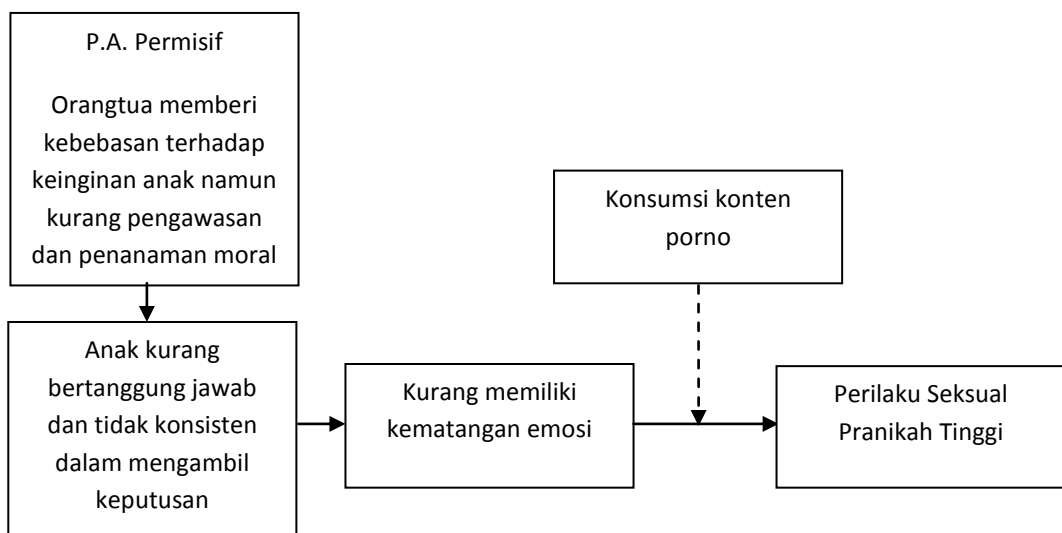 P.A. Permisif
Orangtua memberi
kebebasan terhadap
keinginan anak namun
kurang pengawasan
dan penanaman moral
Konsumsi konten
porno
Anak kurang
bertanggung jawab
dan tidak konsisten
dalam mengambil
keputusan
Kurang memiliki
kematangan emosi
Perilaku Seksual
Pranikah Tinggi